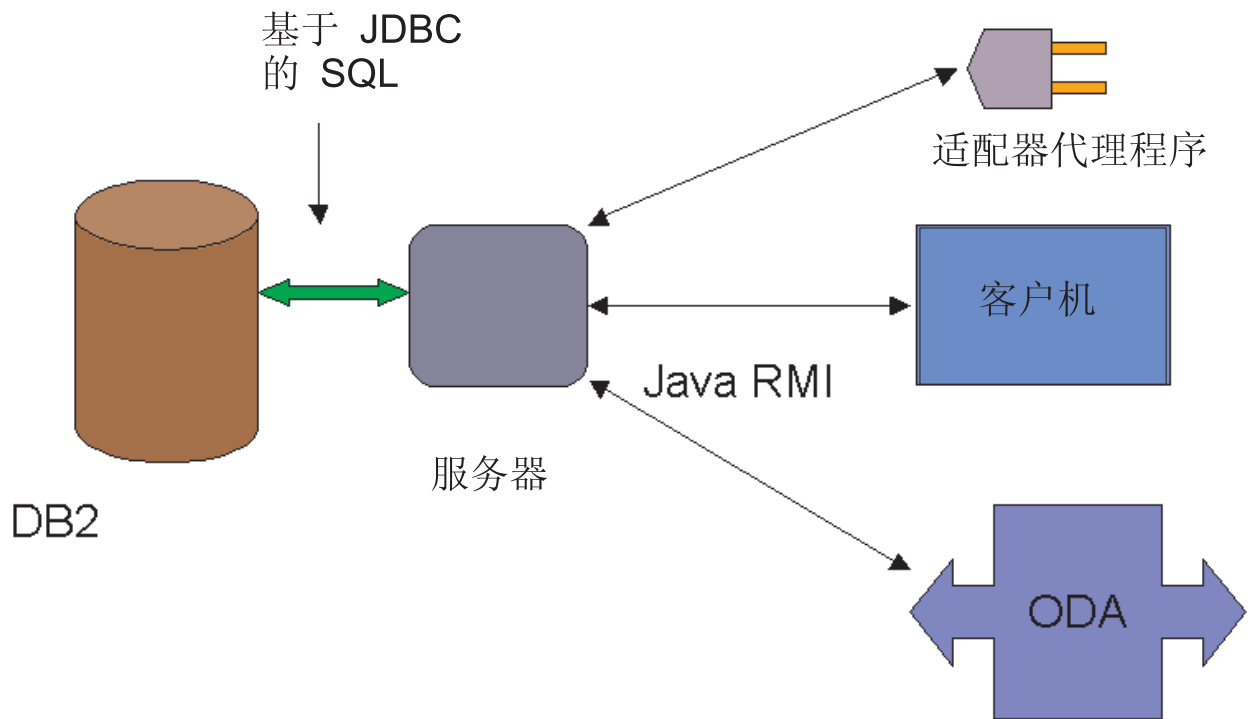 基于 JDBC
的 SQL
适配器代理程序
客户机
Java RMI
服务器
DB2
ODA